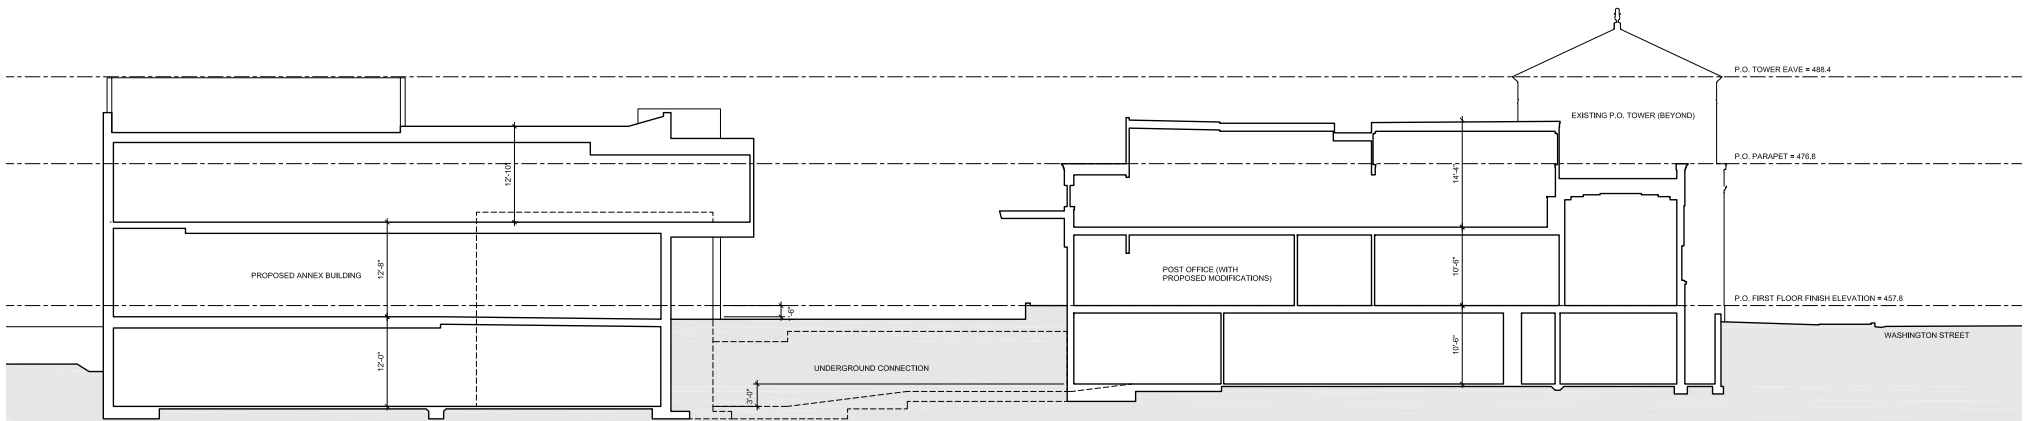 P.O. TOWER EAVE = 488.4
EXISTING P.O. TOWER (BEYOND)
P.O. PARAPET = 476.8
12'-10"
14'-4"
PROPOSED ANNEX BUILDING
12'-8"
POST OFFICE (WITH
PROPOSED MODIFICATIONS)
10'-6"
P.O. FIRST FLOOR FINISH ELEVATION = 457.8
WASHINGTON STREET
12'-0"
UNDERGROUND CONNECTION
3'-0"
10'-6"